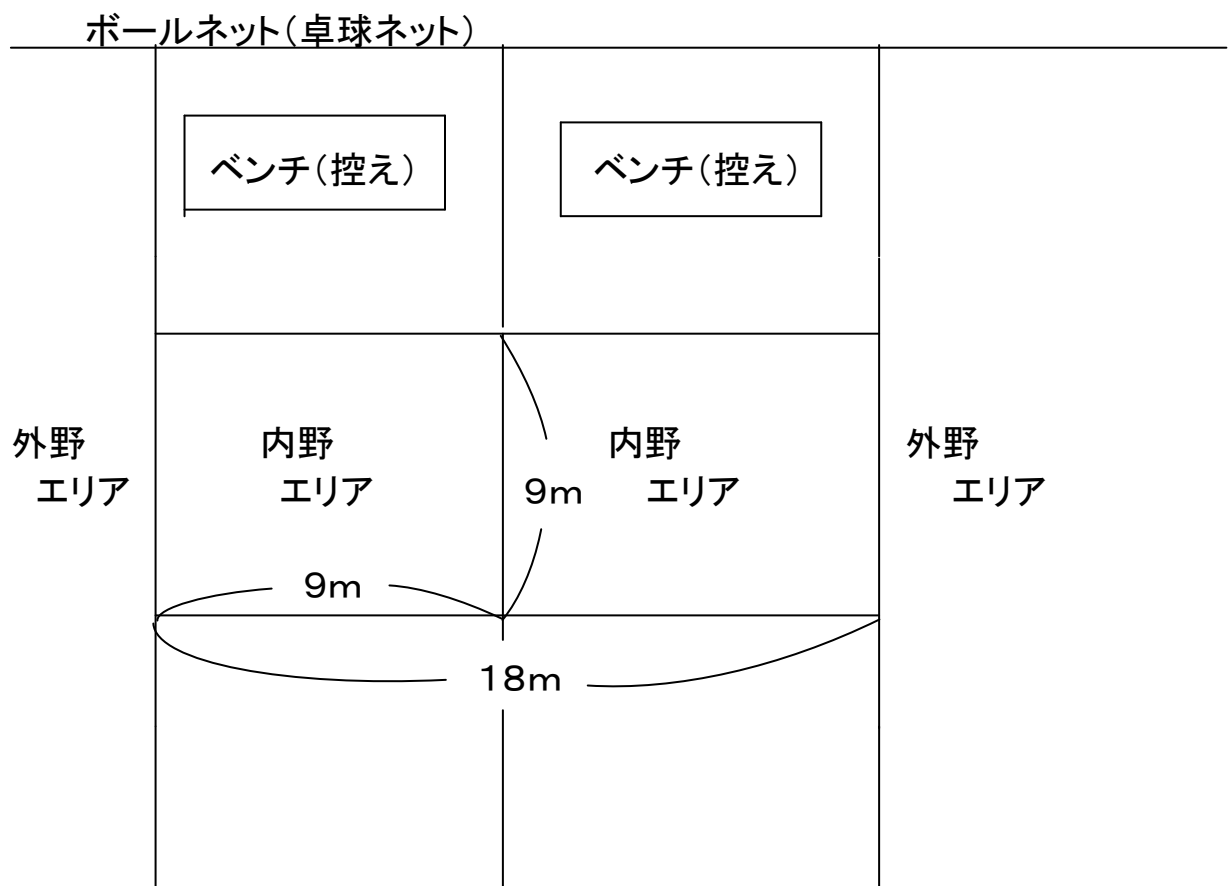 ボールネット（卓球ネット）
ベンチ（控え）
ベンチ（控え）
外野
エリア
内野
エリア
9m
内野
エリア
外野
エリア
9m
18m